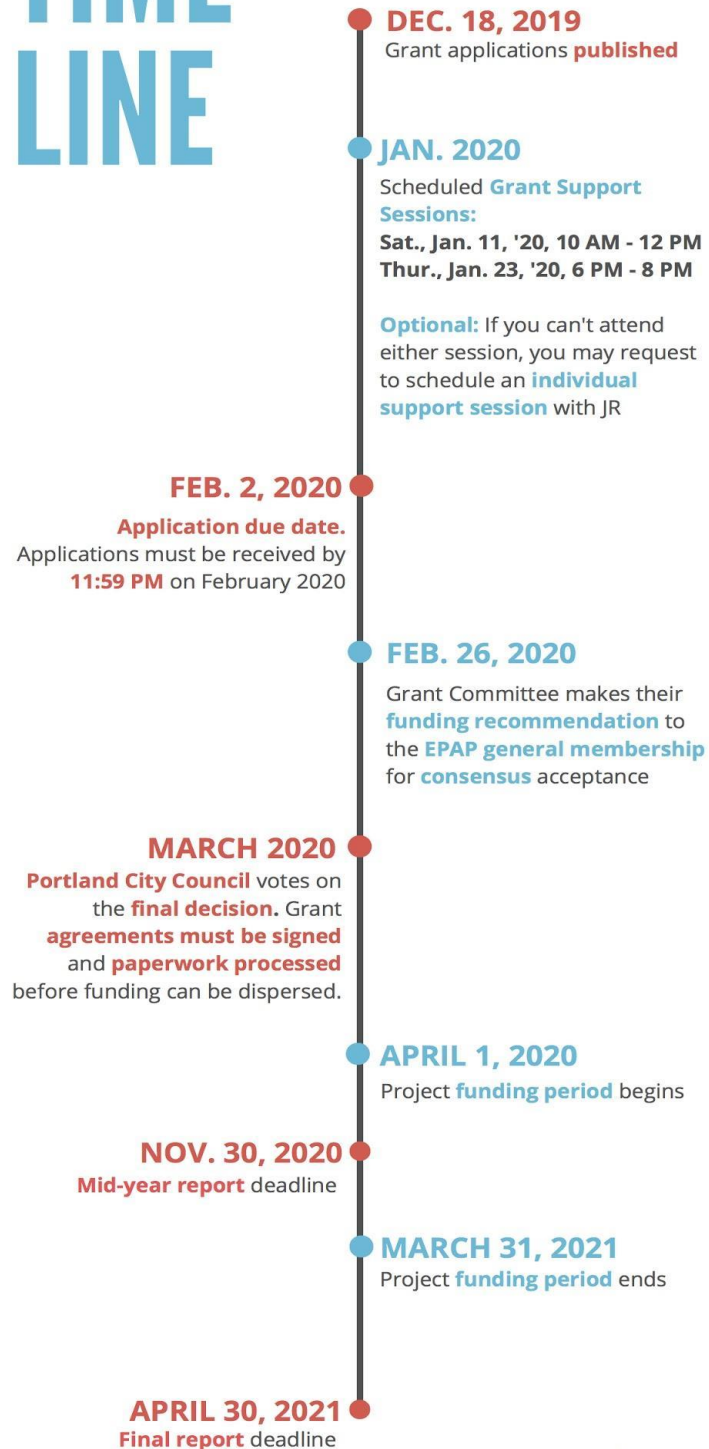 TIME
LINE
DEC. 18, 2019
Grant applications published
JAN. 2020
Scheduled Grant Support
Sessions:
Sat., Jan. 11, '20, 10 AM - 12 PM
Thur., Jan. 23, '20, 6 PM - 8 PM
Optional: If you can't attend
either session, you may request
to schedule an individual
support session with JR
FEB. 2, 2020
Application due date.
Applications must be received by
11:59 PM on February 2020
FEB. 26, 2020
Grant Committee makes their
funding recommendation to
the EPAP general membership
for consensus acceptance
MARCH 2020
Portland City Council votes on
the final decision. Grant
agreements must be signed
and paperwork processed
before funding can be dispersed.
APRIL 1, 2020
Project funding period begins
NOV. 30, 2020
Mid-year report deadline
MARCH 31, 2021
Project funding period ends
APRIL 30, 2021
Final report deadline